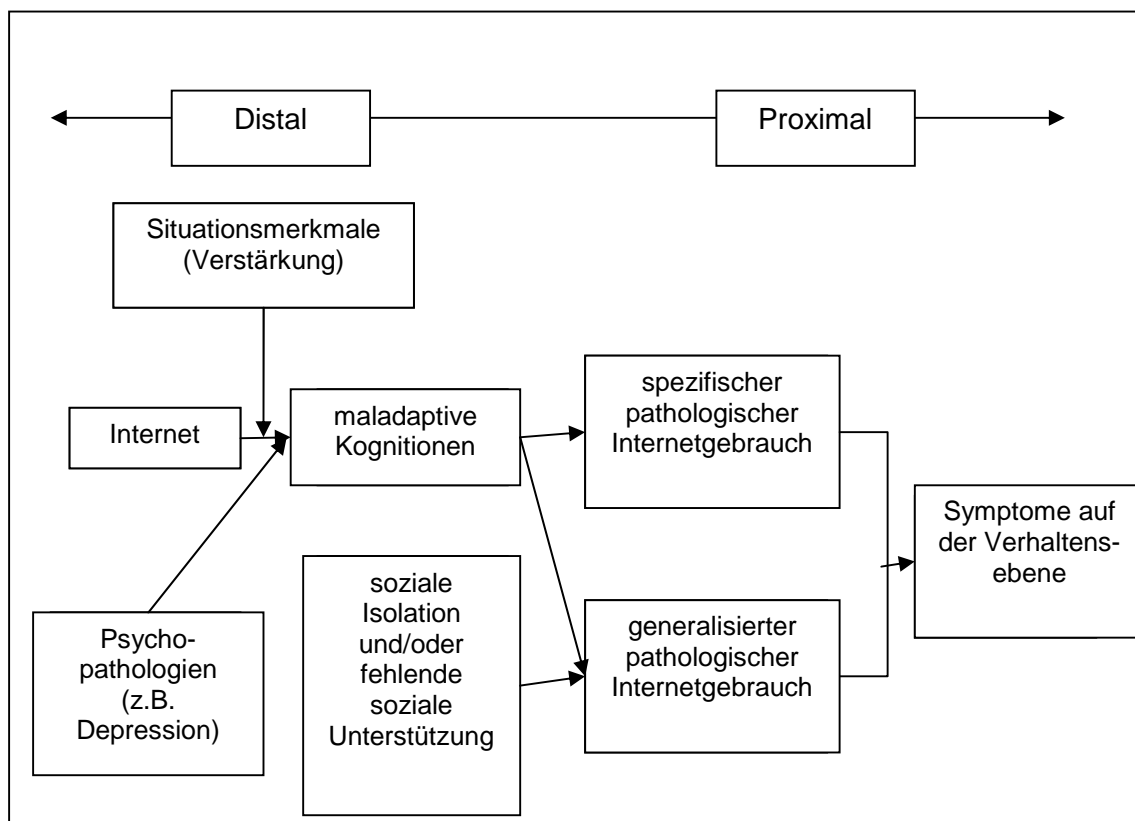 Distal
Proximal
Situationsmerkmale
(Verstärkung)
Internet
maladaptive
Kognitionen
spezifischer
pathologischer
Internetgebrauch
Symptome auf
der Verhaltens-
ebene
Psycho-
pathologien
(z.B.
Depression)
soziale
Isolation
und/oder
fehlende
soziale
Unterstützung
generalisierter
pathologischer
Internetgebrauch